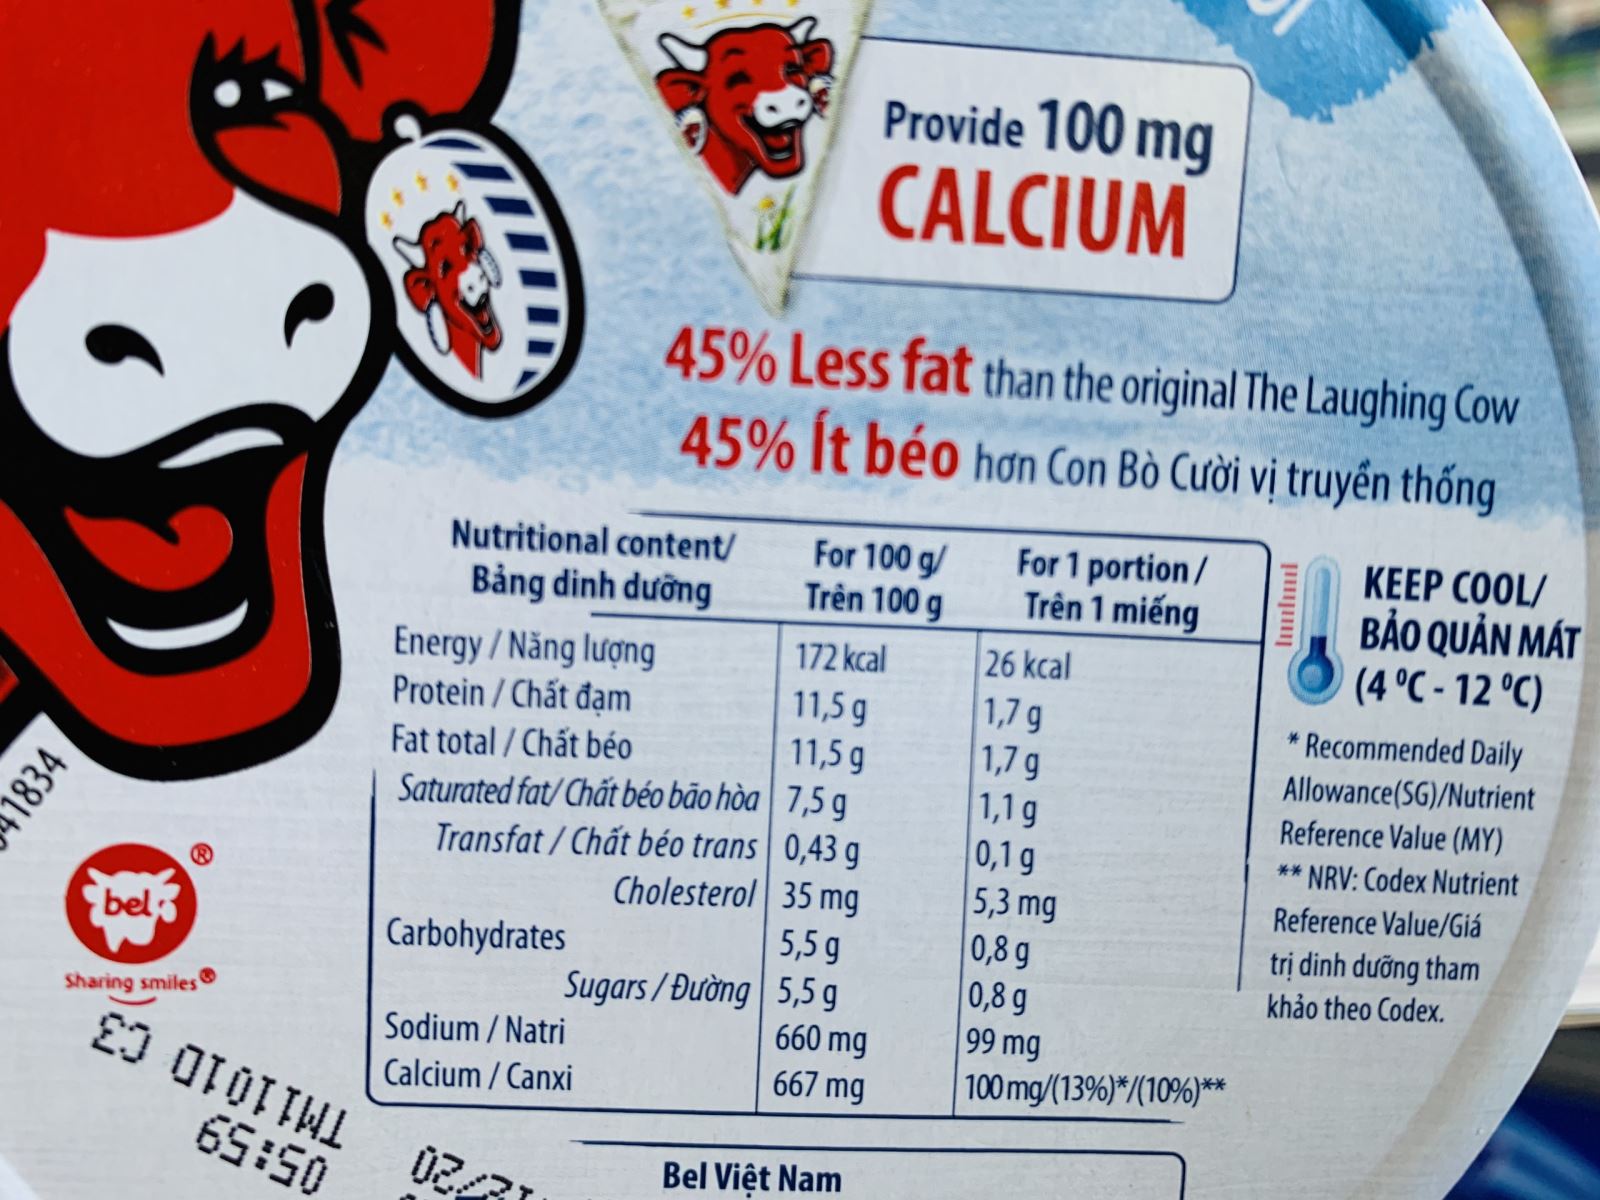 Provide 100 mg
CALCIUM
45% Less fat than the original The Laughing Cow
45% Ít béo hơn Con Bò Cười vị truyền thống
Nutritional content/ For 100 g/ For 1 portion /
Bảng dinh dưỡng Trên 100 g Trên 1 miếng
Energy / Năng lượng 172 kcal 26 kcal
Protein / Chất đạm 11,5 g 1,7 g
Fat total / Chất béo 11,5 g 1,7 g
Saturated fat/ Chất béo bão hòa 7,5 g 1,1 g
Transfat / Chất béo trans 0,43 g 0,1 g
Cholesterol 35 mg 5,3 mg
Carbohydrates 5,5 g 0,8 g
Sugars / Đường 5,5 g 0,8 g
Sodium / Natri 660 mg 99 mg
Calcium / Canxi 667 mg 100 mg/(13%)*/(10%)**
KEEP COOL/
BẢO QUẢN MÁT
(4 ºC - 12 ºC)
* Recommended Daily
Allowance(SG)/Nutrient
Reference Value (MY)
** NRV: Codex Nutrient
Reference Value/Giá
trị dinh dưỡng tham
khảo theo Codex.
bel ®
Sharing smiles®
TM1101D C3
05:59
Bel Việt Nam